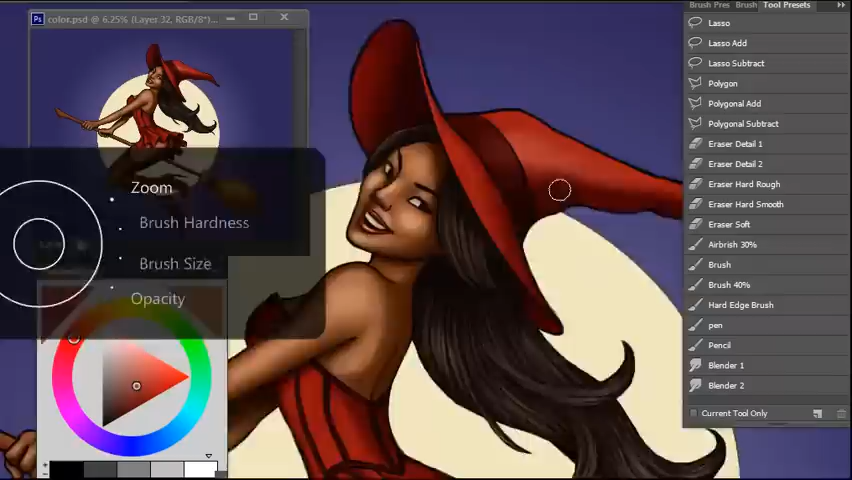 Brush Pres Brush Tool Presets
Ps color.psd @ 6.25% (Layer 32, RGB/8*)...
Lasso
Lasso Add
Lasso Subtract
Polygon
Polygonal Add
Polygonal Subtract
Eraser Detail 1
Eraser Detail 2
Eraser Hard Rough
Eraser Hard Smooth
Eraser Soft
Airbrish 30%
Brush
Brush 40%
Hard Edge Brush
pen
Pencil
Blender 1
Blender 2
Current Tool Only
Zoom
Brush Hardness
Brush Size
Opacity